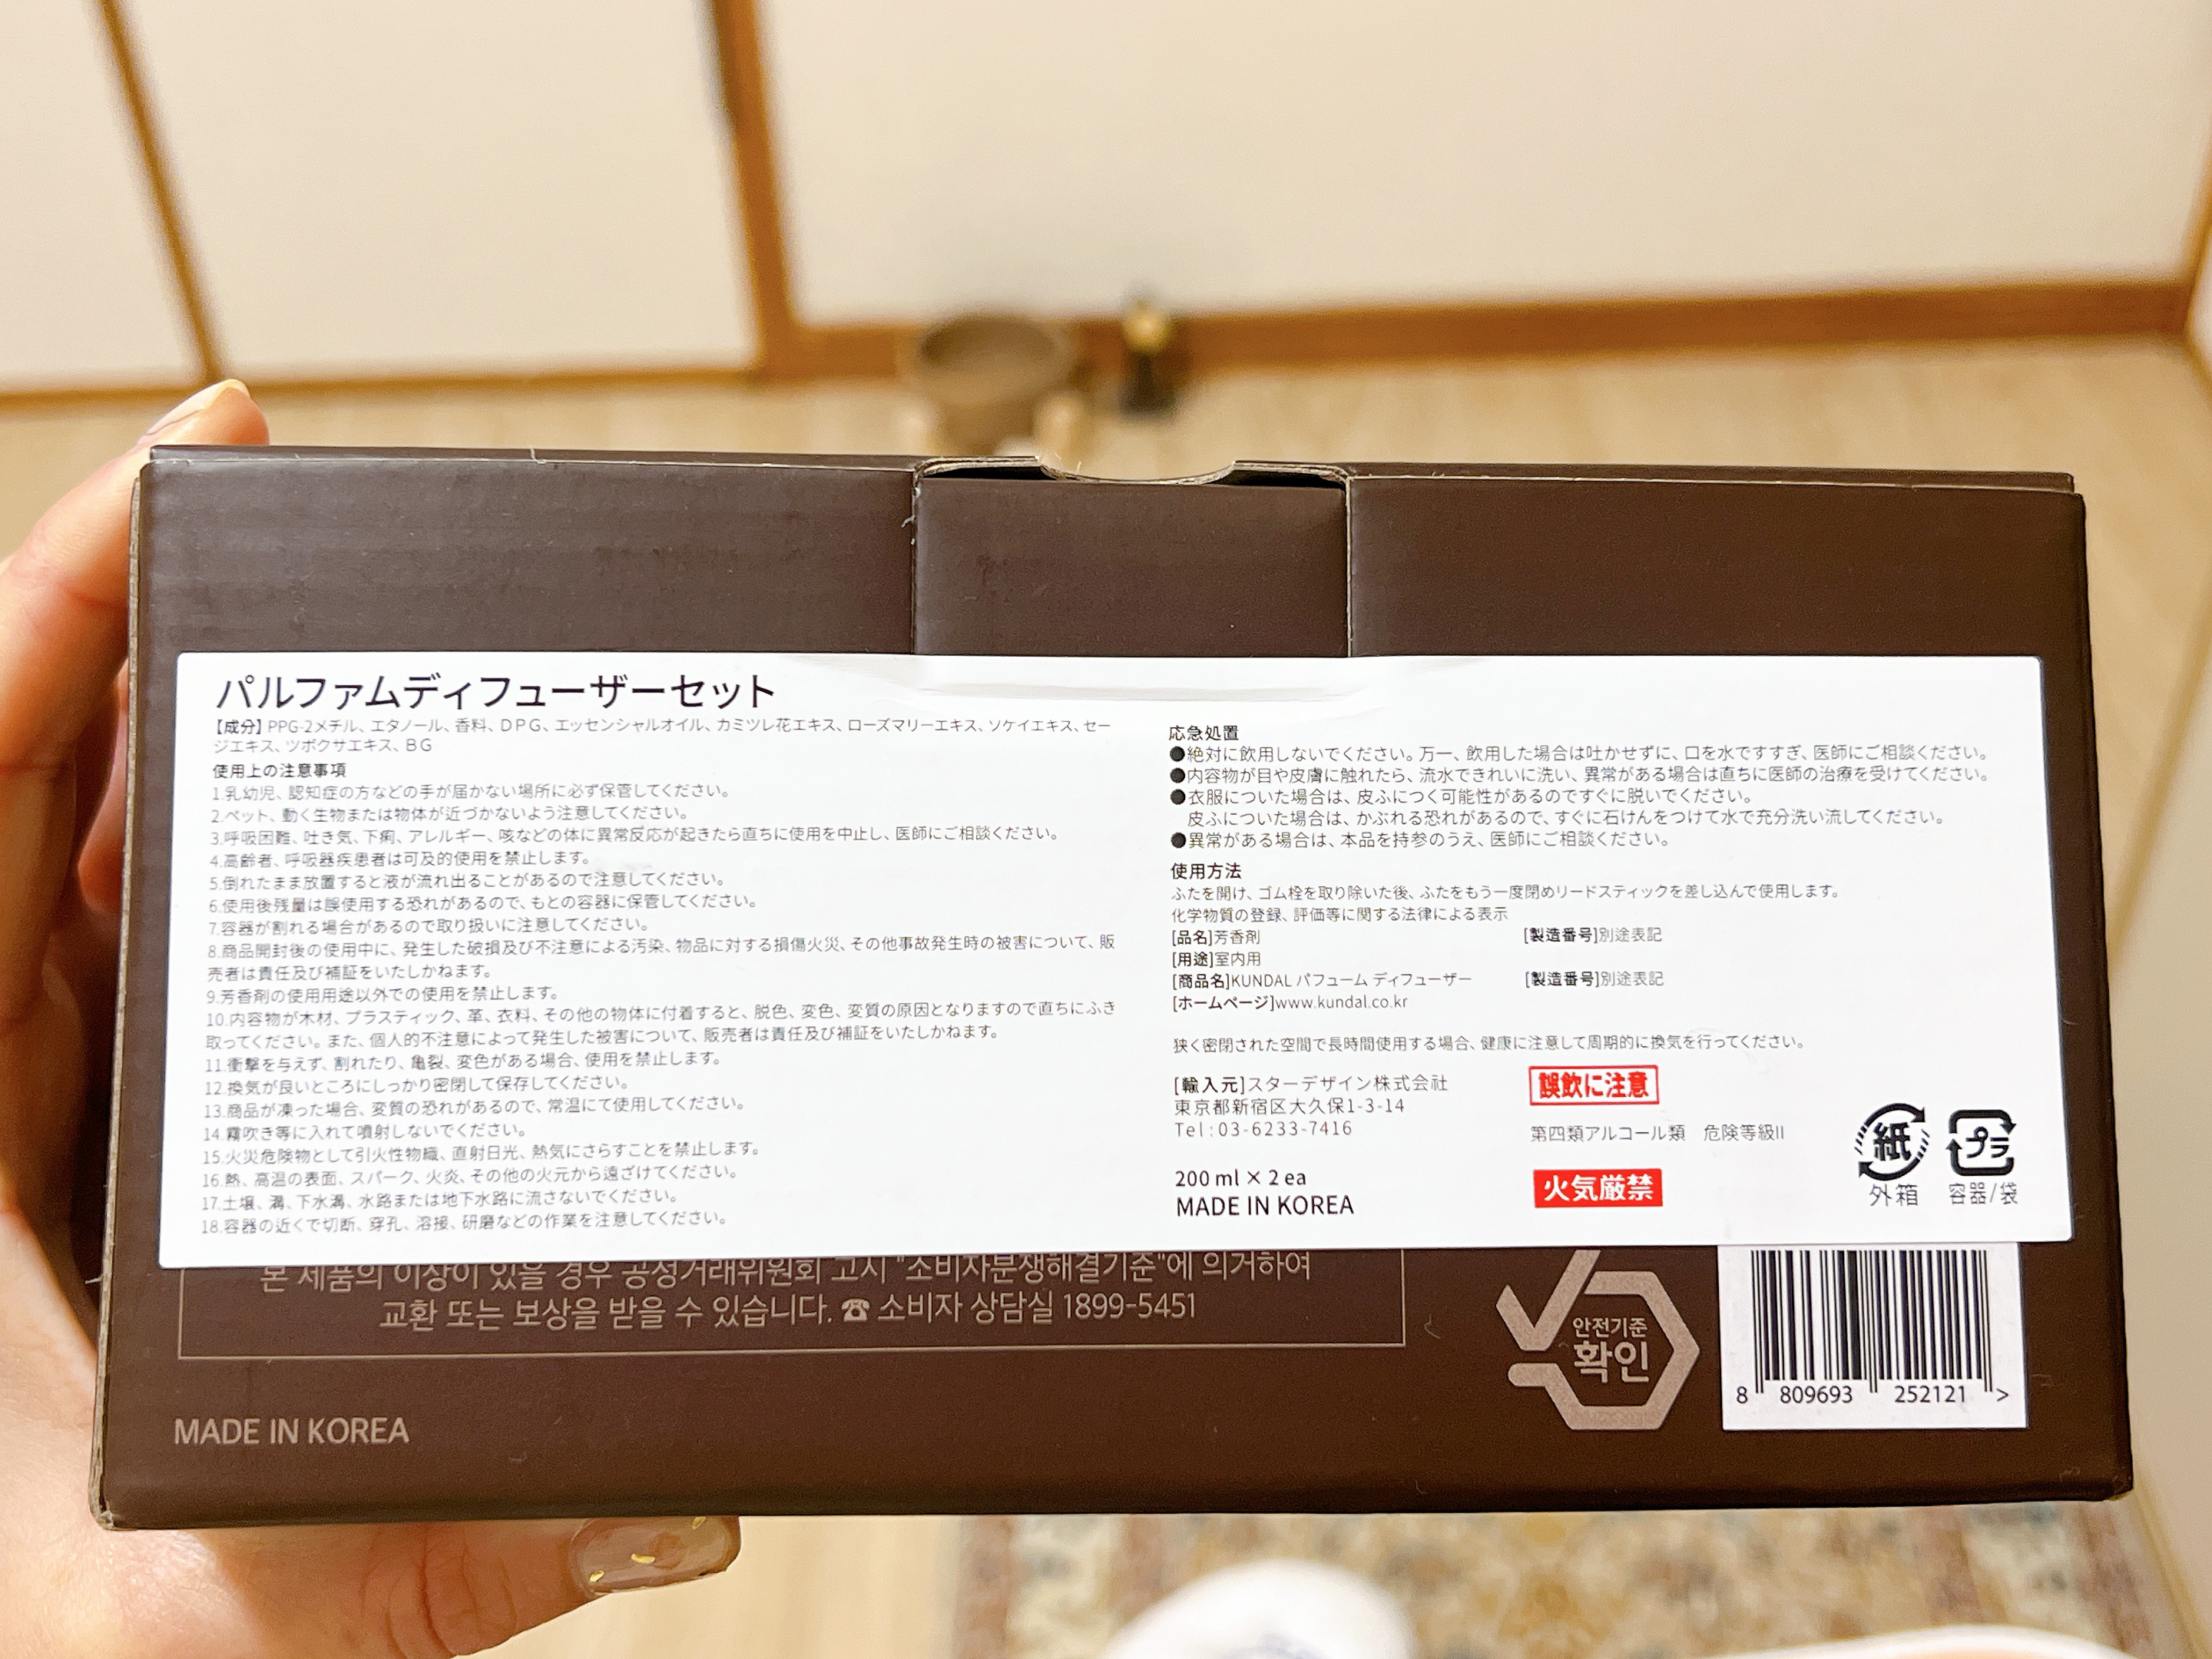 パルファムディフューザーセット
【成分】PPG-2メチル、エタノール、香料、DPG、エッセンシャルオイル、カミツレ花エキス、ローズマリーエキス、ソケイエキス、セー
ジエキス、ツボクサエキス、BG
使用上の注意事項
1.乳幼児、認知症の方などの手が届かない場所に必ず保管してください。
2.ペット、動く生物または物体が近づかないよう注意してください。
3.呼吸困難、吐き気、下痢、アレルギー、咳などの体に異常反応が起きたら直ちに使用を中止し、医師にご相談ください。
4.高齢者、呼吸器疾患者は可及的使用を禁止します。
5.倒れたまま放置すると液が流れ出ることがあるので注意してください。
6.使用後残量は誤使用する恐れがあるので、もとの容器に保管してください。
7.容器が割れる場合があるので取り扱いに注意してください。
8.商品開封後の使用中に、発生した破損及び不注意による汚染、物品に対する損傷火災、その他事故発生時の被害について、販
売者は責任及び補証をいたしかねます。
9.芳香剤の使用用途以外での使用を禁止します。
10.内容物が木材、プラスティック、革、衣料、その他の物体に付着すると、脱色、変色、変質の原因となりますので直ちにふき
取ってください。また、個人的不注意によって発生した被害について、販売者は責任及び補証をいたしかねます。
11.衝撃を与えず、割れたり、亀裂、変色がある場合、使用を禁止します。
12.換気が良いところにしっかり密閉して保存してください。
13.商品が凍った場合、変質の恐れがあるので、常温にて使用してください。
14.霧吹き等に入れて噴射しないでください。
15.火災危険物として引火性物織、直射日光、熱気にさらすことを禁止します。
16.熱、高温の表面、スパーク、火炎、その他の火元から遠ざけてください。
17.土壌、溝、下水溝、水路または地下水路に流さないでください。
18.容器の近くで切断、穿孔、溶接、研磨などの作業を注意してください。
応急処置
●絶対に飲用しないでください。万一、飲用した場合は吐かせずに、口を水ですすぎ、医師にご相談ください。
●内容物が目や皮膚に触れたら、流水できれいに洗い、異常がある場合は直ちに医師の治療を受けてください。
●衣服についた場合は、皮ふにつく可能性があるのですぐに脱いでください。
皮ふについた場合は、かぶれる恐れがあるので、すぐに石けんをつけて水で充分洗い流してください。
●異常がある場合は、本品を持参のうえ、医師にご相談ください。
使用方法
ふたを開け、ゴム栓を取り除いた後、ふたをもう一度閉めリードスティックを差し込んで使用します。
化学物質の登録、評価等に関する法律による表示
[品名]芳香剤 [製造番号]別途表記
[用途]室内用
[商品名]KUNDAL パフューム ディフューザー [製造番号]別途表記
[ホームページ]www.kundal.co.kr
狭く密閉された空間で長時間使用する場合、健康に注意して周期的に換気を行ってください。
[輸入元]スターデザイン株式会社
東京都新宿区大久保1-3-14
Tel:03-6233-7416
200 ml × 2 ea
MADE IN KOREA
誤飲に注意
第四類アルコール類 危険等級II
火気厳禁
紙
外箱
プラ
容器/袋
본 제품의 이상이 있을 경우 공정거래위원회 고시 "소비자분쟁해결기준"에 의거하여
교환 또는 보상을 받을 수 있습니다. ☎ 소비자 상담실 1899-5451
안전기준
확인
8 809693 252121 >
MADE IN KOREA